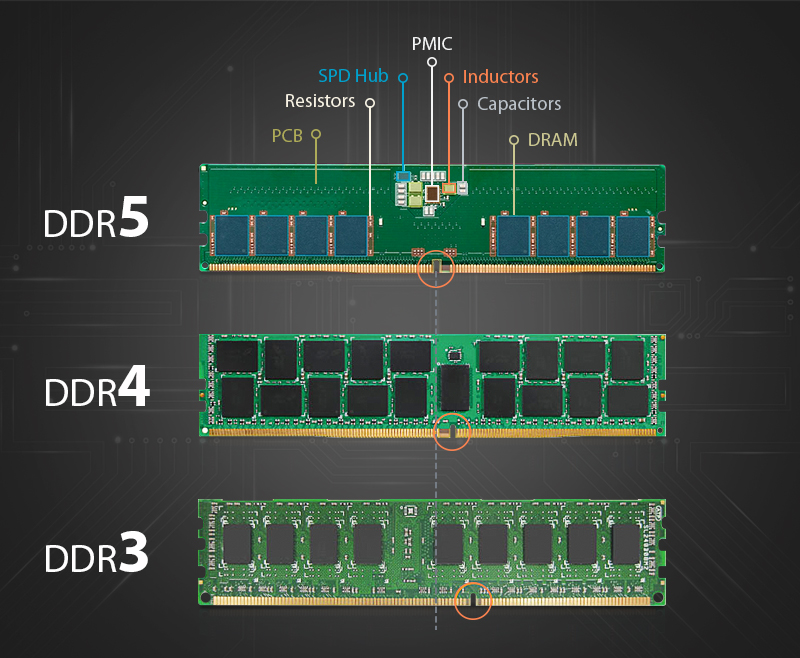 PMIC
SPD Hub
Inductors
Resistors
Capacitors
PCB
DRAM
DDR5
DDR4
DDR3